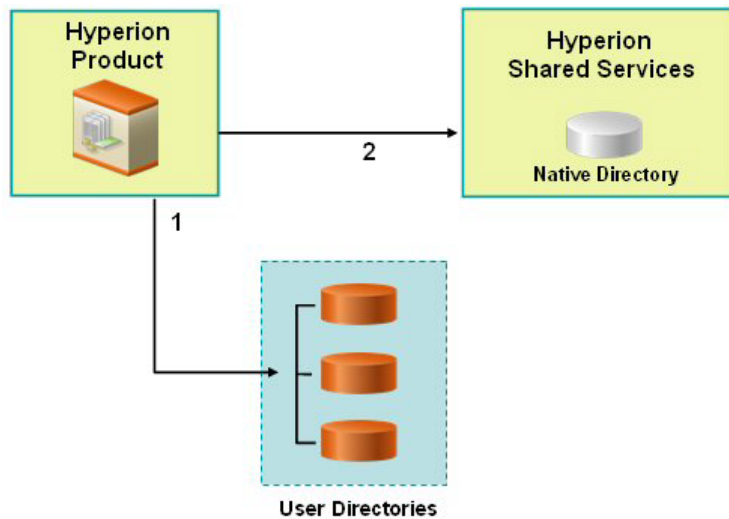 Hyperion
Product
Hyperion
Shared Services
Native Directory
2
1
User Directories